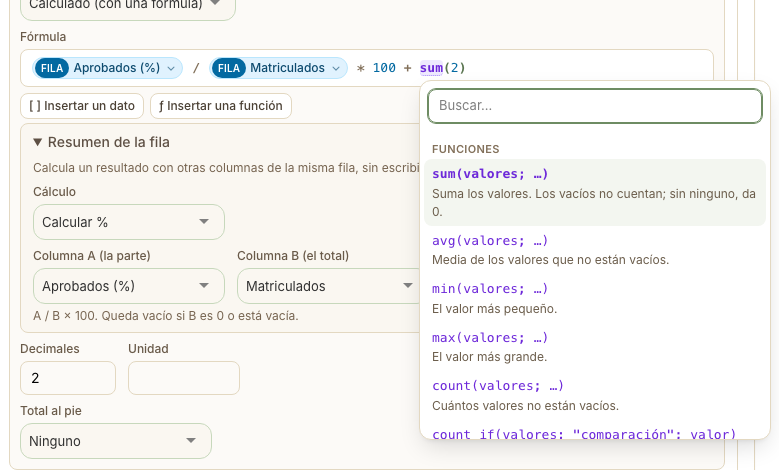 Calculado (con una fórmula)
Fórmula
FILA Aprobados (%) / FILA Matriculados * 100 + sum(2)
[ ] Insertar un dato
ƒ Insertar una función
Buscar...
FUNCIONES
sum(valores; …)
Suma los valores. Los vacíos no cuentan; sin ninguno, da
0.
avg(valores; …)
Media de los valores que no están vacíos.
min(valores; …)
El valor más pequeño.
max(valores; …)
El valor más grande.
count(valores; …)
Cuántos valores no están vacíos.
count_if(valores; "comparación"; valor)
▼ Resumen de la fila
Calcula un resultado con otras columnas de la misma fila, sin escribi
Cálculo
Calcular %
Columna A (la parte)
Columna B (el total)
Aprobados (%)
Matriculados
A / B × 100. Queda vacío si B es 0 o está vacía.
Decimales
Unidad
2
Total al pie
Ninguno